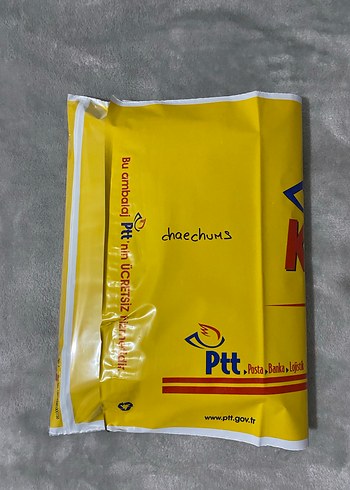 Bu ambalaj Ptt'nin ÜCRETSİZ
chaechums
K
Ptt Posta Banka Lojistik
www.ptt.gov.tr